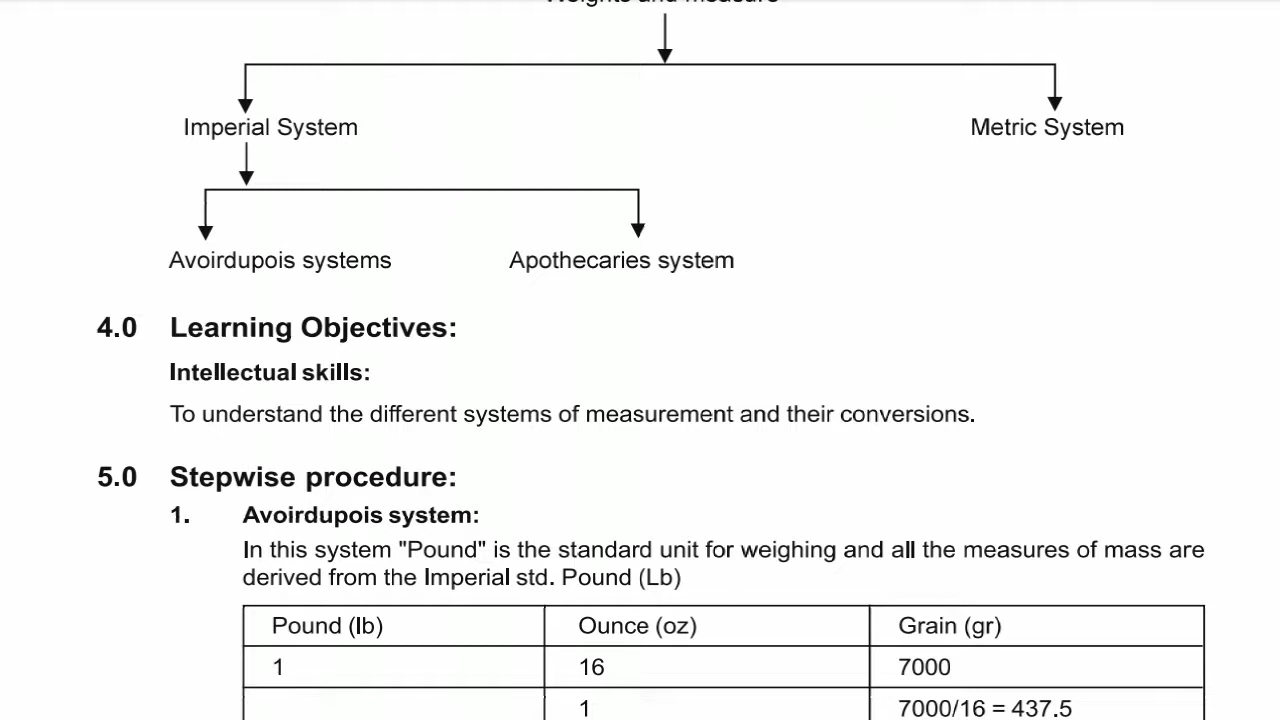 Weights and measure
Imperial System Metric System
Avoirdupois systems Apothecaries system
4.0 Learning Objectives:
Intellectual skills:
To understand the different systems of measurement and their conversions.
5.0 Stepwise procedure:
1. Avoirdupois system:
In this system "Pound" is the standard unit for weighing and all the measures of mass are
derived from the Imperial std. Pound (Lb)
Pound (lb) Ounce (oz) Grain (gr)
1 16 7000
1 7000/16 = 437.5